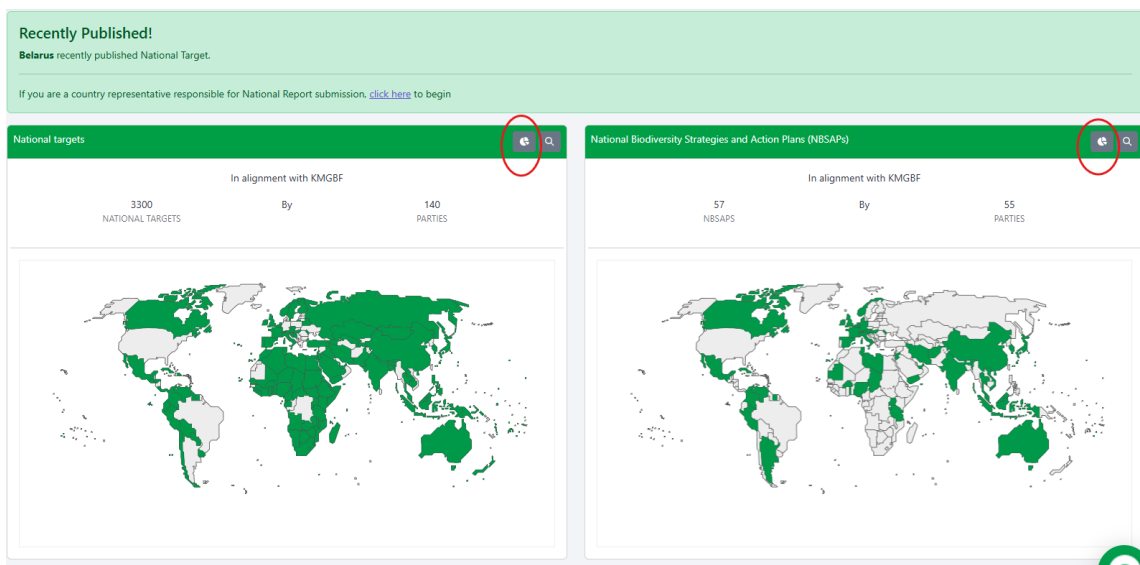 Recently Published!
Belarus recently published National Target.
If you are a country representative responsible for National Report submission, click here to begin
National targets
In alignment with KMGBF
3300 By 140
NATIONAL TARGETS PARTIES
National Biodiversity Strategies and Action Plans (NBSAPs)
In alignment with KMGBF
57 By 55
NBSAPS PARTIES